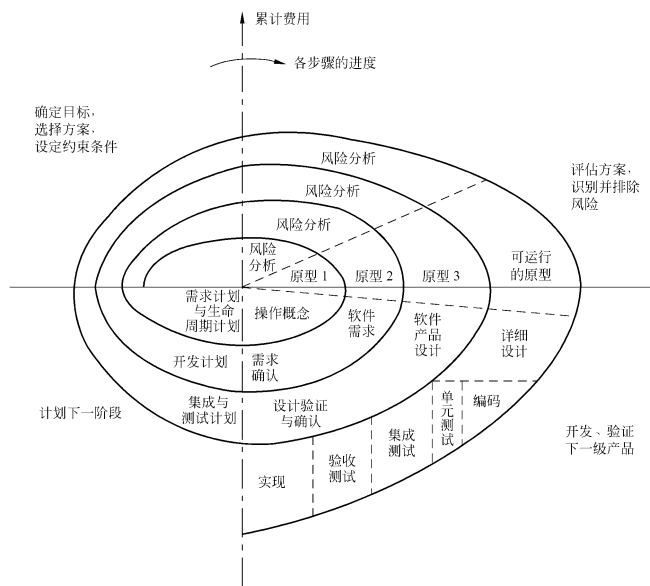 累计费用
各步骤的进度
确定目标，
选择方案，
设定约束条件
风险分析
评估方案，
识别并排除
风险
风险分析
风险分析
风险
分析
原型 1
原型 2
原型 3
可运行
的原型
需求计划
与生命
周期计划
操作概念
软件
需求
软件
产品
设计
详细
设计
开发计划
需求
确认
计划下一阶段
集成与
测试计划
设计验证
与确认
单
元
测
试
编码
集成
测试
验收
测试
实现
开发、验证
下一级产品